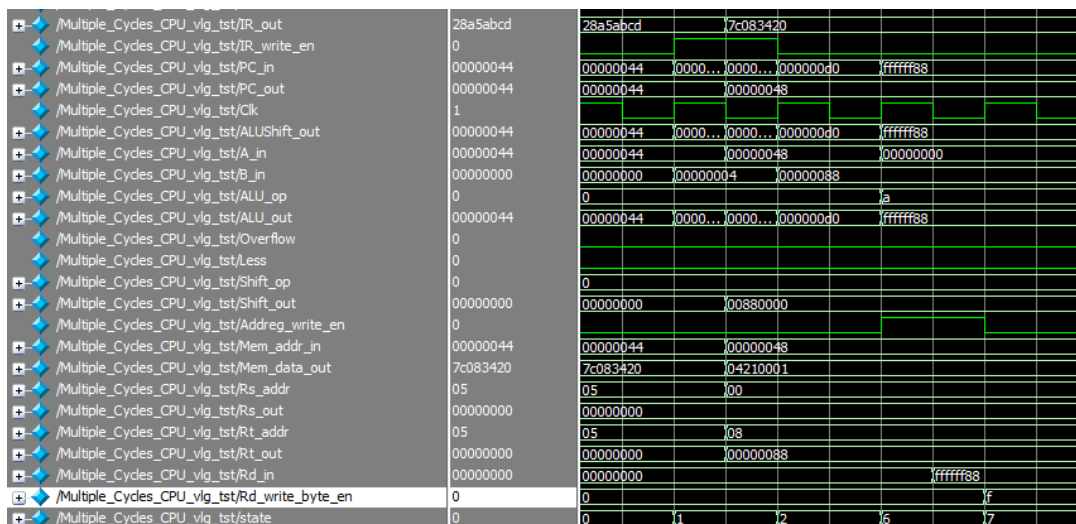 /Multiple_Cycles_CPU_vlg_tst/IR_out 28a5abcd 28a5abcd 7c083420
/Multiple_Cycles_CPU_vlg_tst/IR_write_en 0
/Multiple_Cycles_CPU_vlg_tst/PC_in 00000044 00000044 0000... 0000... 000000d0 ffffff88
/Multiple_Cycles_CPU_vlg_tst/PC_out 00000044 00000044 00000048
/Multiple_Cycles_CPU_vlg_tst/Clk 1
/Multiple_Cycles_CPU_vlg_tst/ALUShift_out 00000044 00000044 0000... 0000... 000000d0 ffffff88
/Multiple_Cycles_CPU_vlg_tst/A_in 00000044 00000044 00000048 00000000
/Multiple_Cycles_CPU_vlg_tst/B_in 00000000 00000000 00000004 00000088
/Multiple_Cycles_CPU_vlg_tst/ALU_op 0 0 a
/Multiple_Cycles_CPU_vlg_tst/ALU_out 00000044 00000044 0000... 0000... 000000d0 ffffff88
/Multiple_Cycles_CPU_vlg_tst/Overflow 0
/Multiple_Cycles_CPU_vlg_tst/Less 0
/Multiple_Cycles_CPU_vlg_tst/Shift_op 0 0
/Multiple_Cycles_CPU_vlg_tst/Shift_out 00000000 00000000 00880000
/Multiple_Cycles_CPU_vlg_tst/Addreg_write_en 0
/Multiple_Cycles_CPU_vlg_tst/Mem_addr_in 00000044 00000044 00000048
/Multiple_Cycles_CPU_vlg_tst/Mem_data_out 7c083420 7c083420 04210001
/Multiple_Cycles_CPU_vlg_tst/Rs_addr 05 05 00
/Multiple_Cycles_CPU_vlg_tst/Rs_out 00000000 00000000
/Multiple_Cycles_CPU_vlg_tst/Rt_addr 05 05 08
/Multiple_Cycles_CPU_vlg_tst/Rt_out 00000000 00000000 00000088
/Multiple_Cycles_CPU_vlg_tst/Rd_in 00000000 00000000 ffffff88
/Multiple_Cycles_CPU_vlg_tst/Rd_write_byte_en 0 0 f
/Multiple_Cycles_CPU_vlg_tst/state 0 0 1 2 6 7